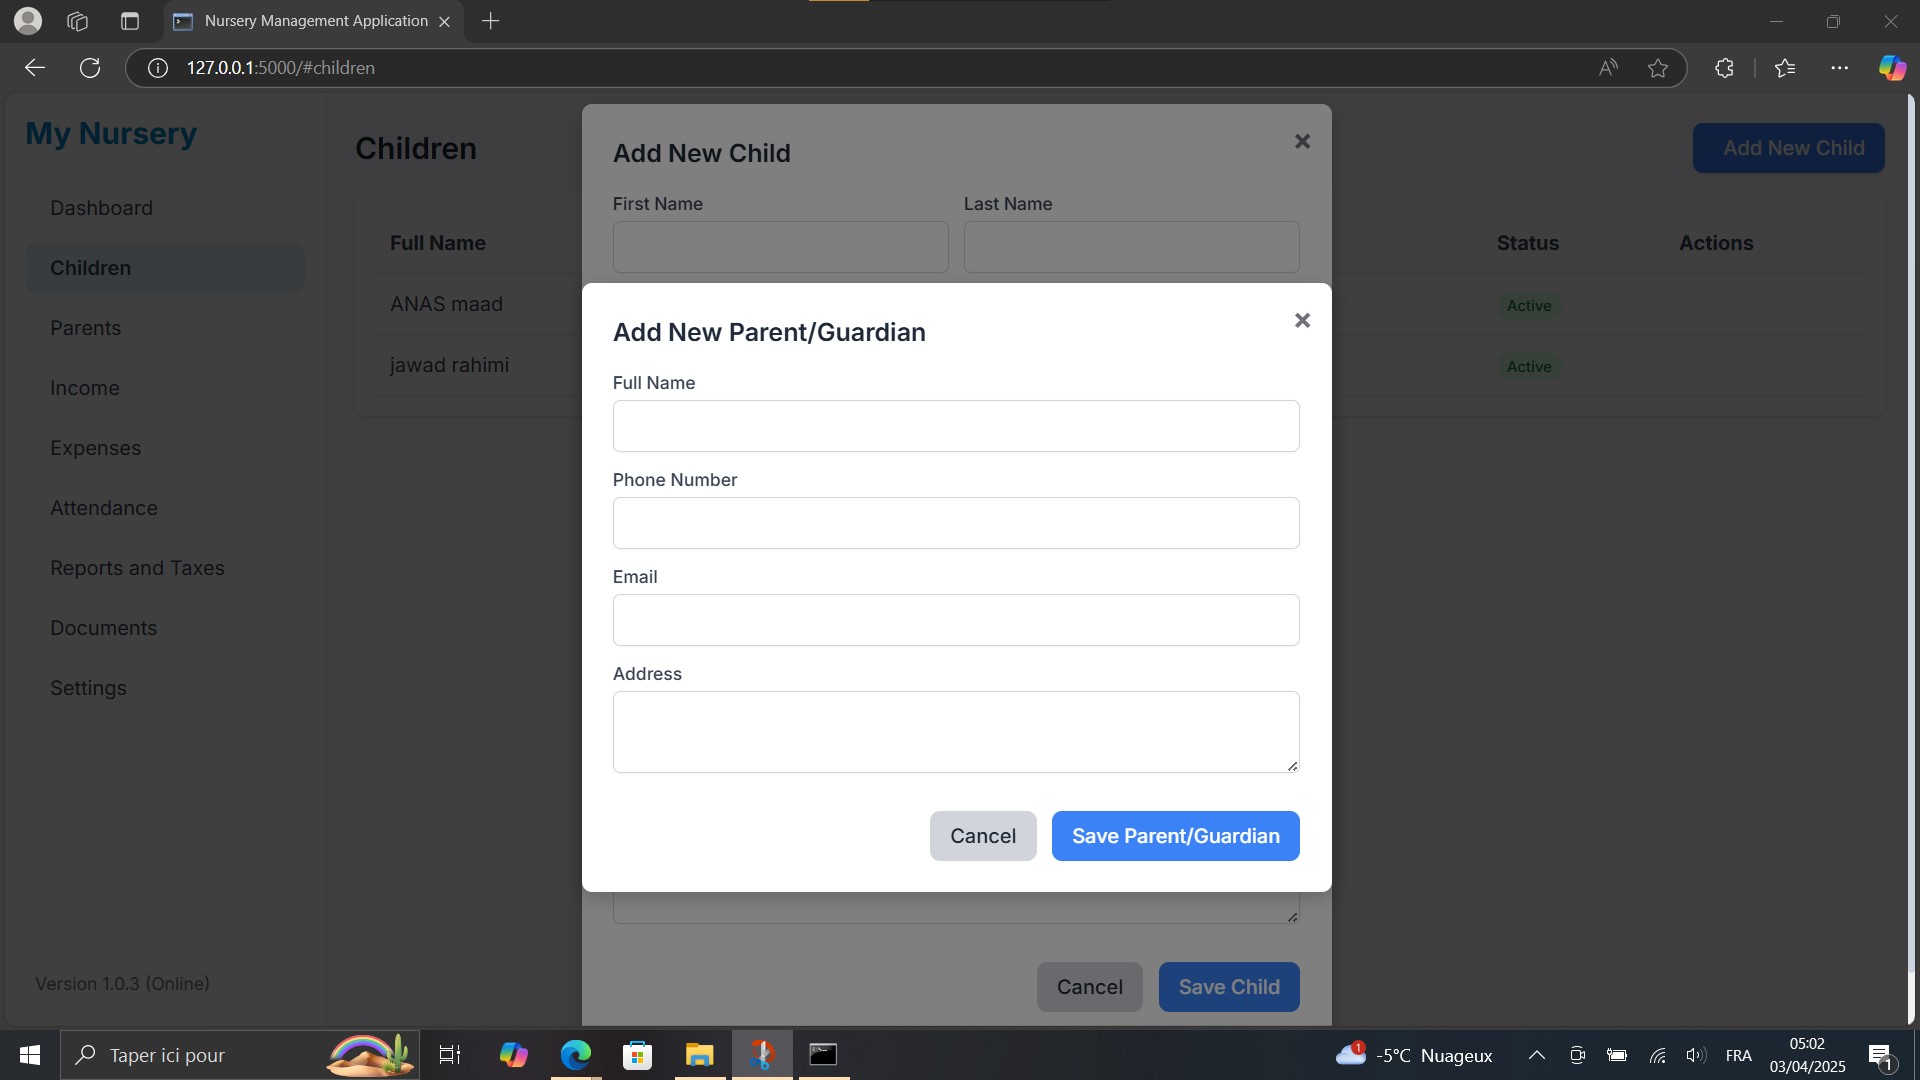 Nursery Management Application
127.0.0.1:5000/#children
My Nursery
Dashboard
Children
Parents
Income
Expenses
Attendance
Reports and Taxes
Documents
Settings
Version 1.0.3 (Online)
Children
Add New Child
Full Name
Status
Actions
ANAS maad
Active
jawad rahimi
Active
Add New Child
First Name
Last Name
Add New Parent/Guardian
Full Name
Phone Number
Email
Address
Cancel
Save Parent/Guardian
Cancel
Save Child
Taper ici pour
1
-5°C Nuageux
FRA
05:02
03/04/2025
1